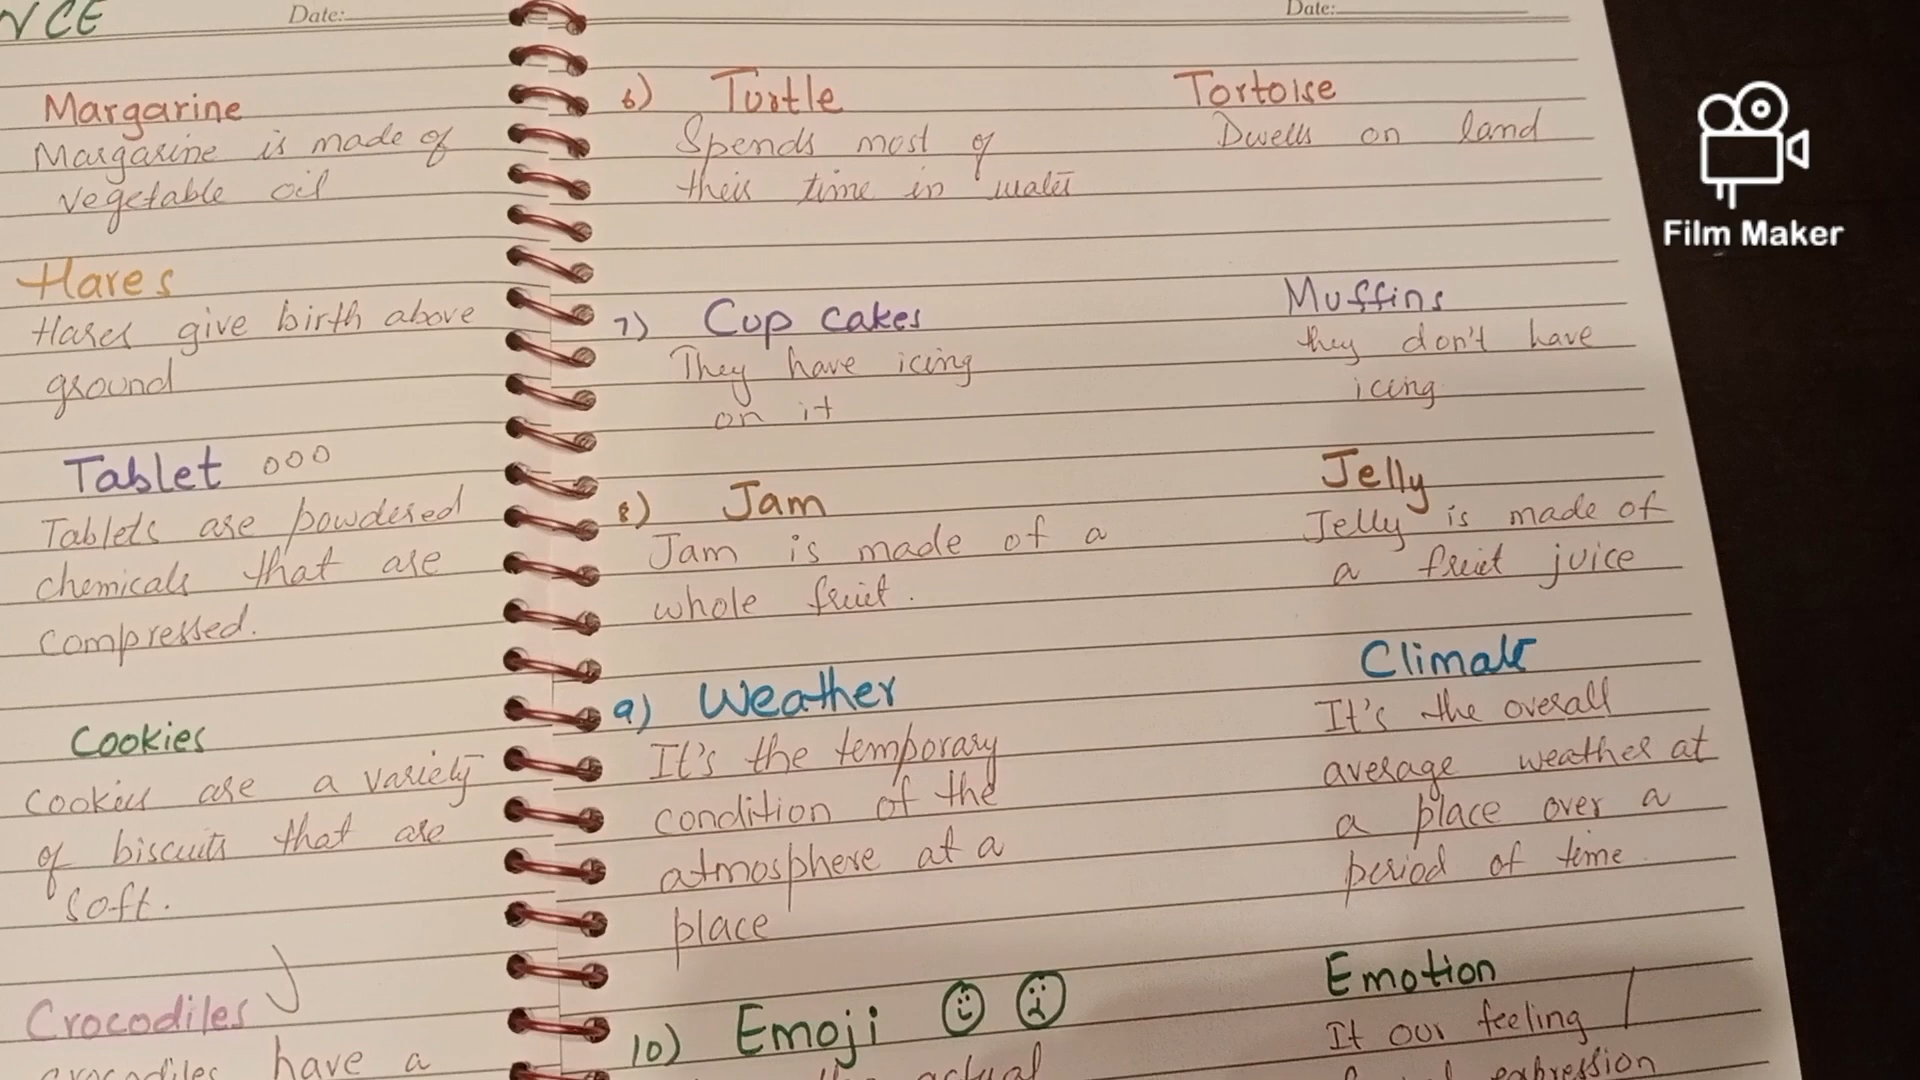 NCE
Date:
Margarine
Margarine is made of
vegetable oil
Hares
Hares give birth above
ground
Tablet 000
Tablets are powdered
chemicals that are
compressed.
Cookies
Cookies are a variety
of biscuits that are
soft.
Crocodiles
crocodiles have a
Date:
6) Turtle Tortoise
Spends most of Dwells on land
their time in water
7) Cup cakes Muffins
They have icing they don't have
on it icing
8) Jam Jelly
Jam is made of a Jelly is made of
whole fruit. a fruit juice
9) Weather Climate
It's the temporary It's the overall
condition of the average weather at
atmosphere at a a place over a
place period of time
10) Emoji Emotion
actual It our feeling
expression
Film Maker